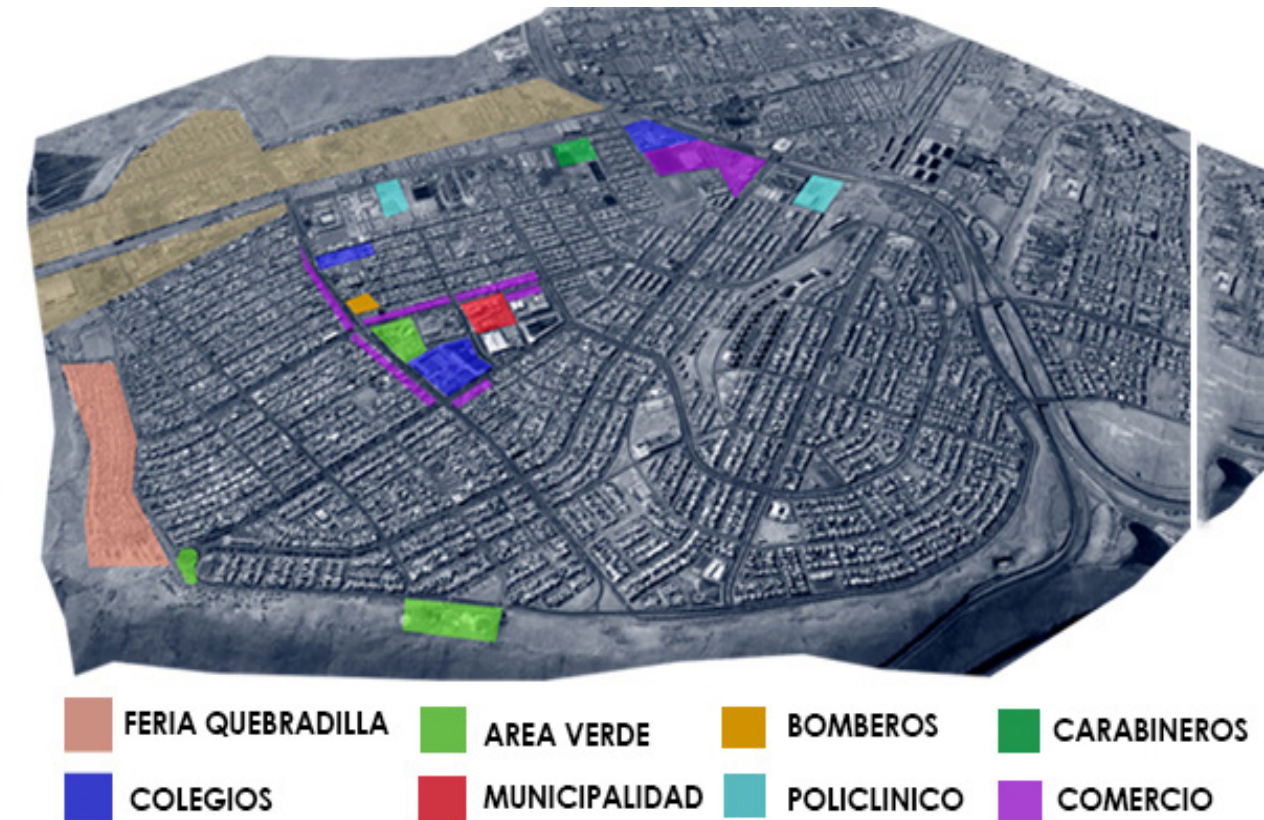 FERIA QUEBRADILLA
AREA VERDE
BOMBEROS
CARABINEROS
COLEGIOS
MUNICIPALIDAD
POLICLINICO
COMERCIO